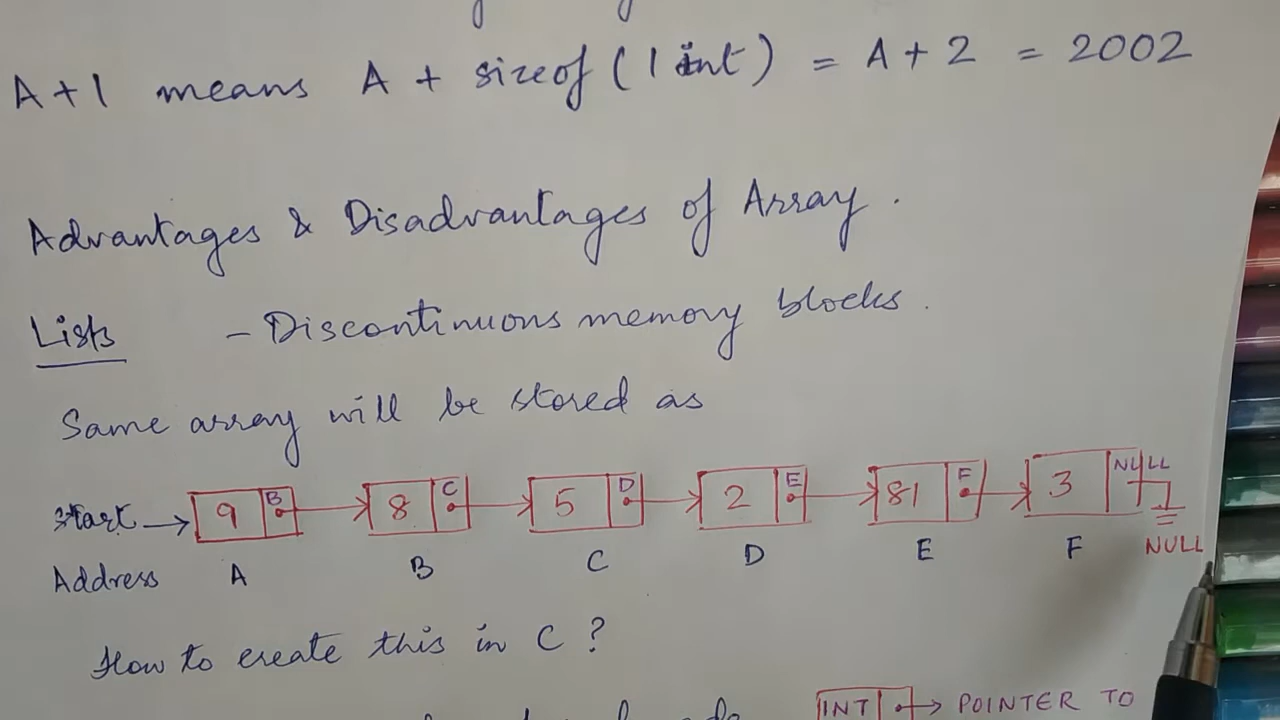 A+1 means A + sizeof (1 int) = A + 2 = 2002
Advantages & Disadvantages of Array.
Lists - Discontinuous memory blocks.
Same array will be stored as
Start 9 B 8 C 5 D 2 E 81 F 3 NULL
Address A B C D E F NULL
How to create this in C ?
INT POINTER TO